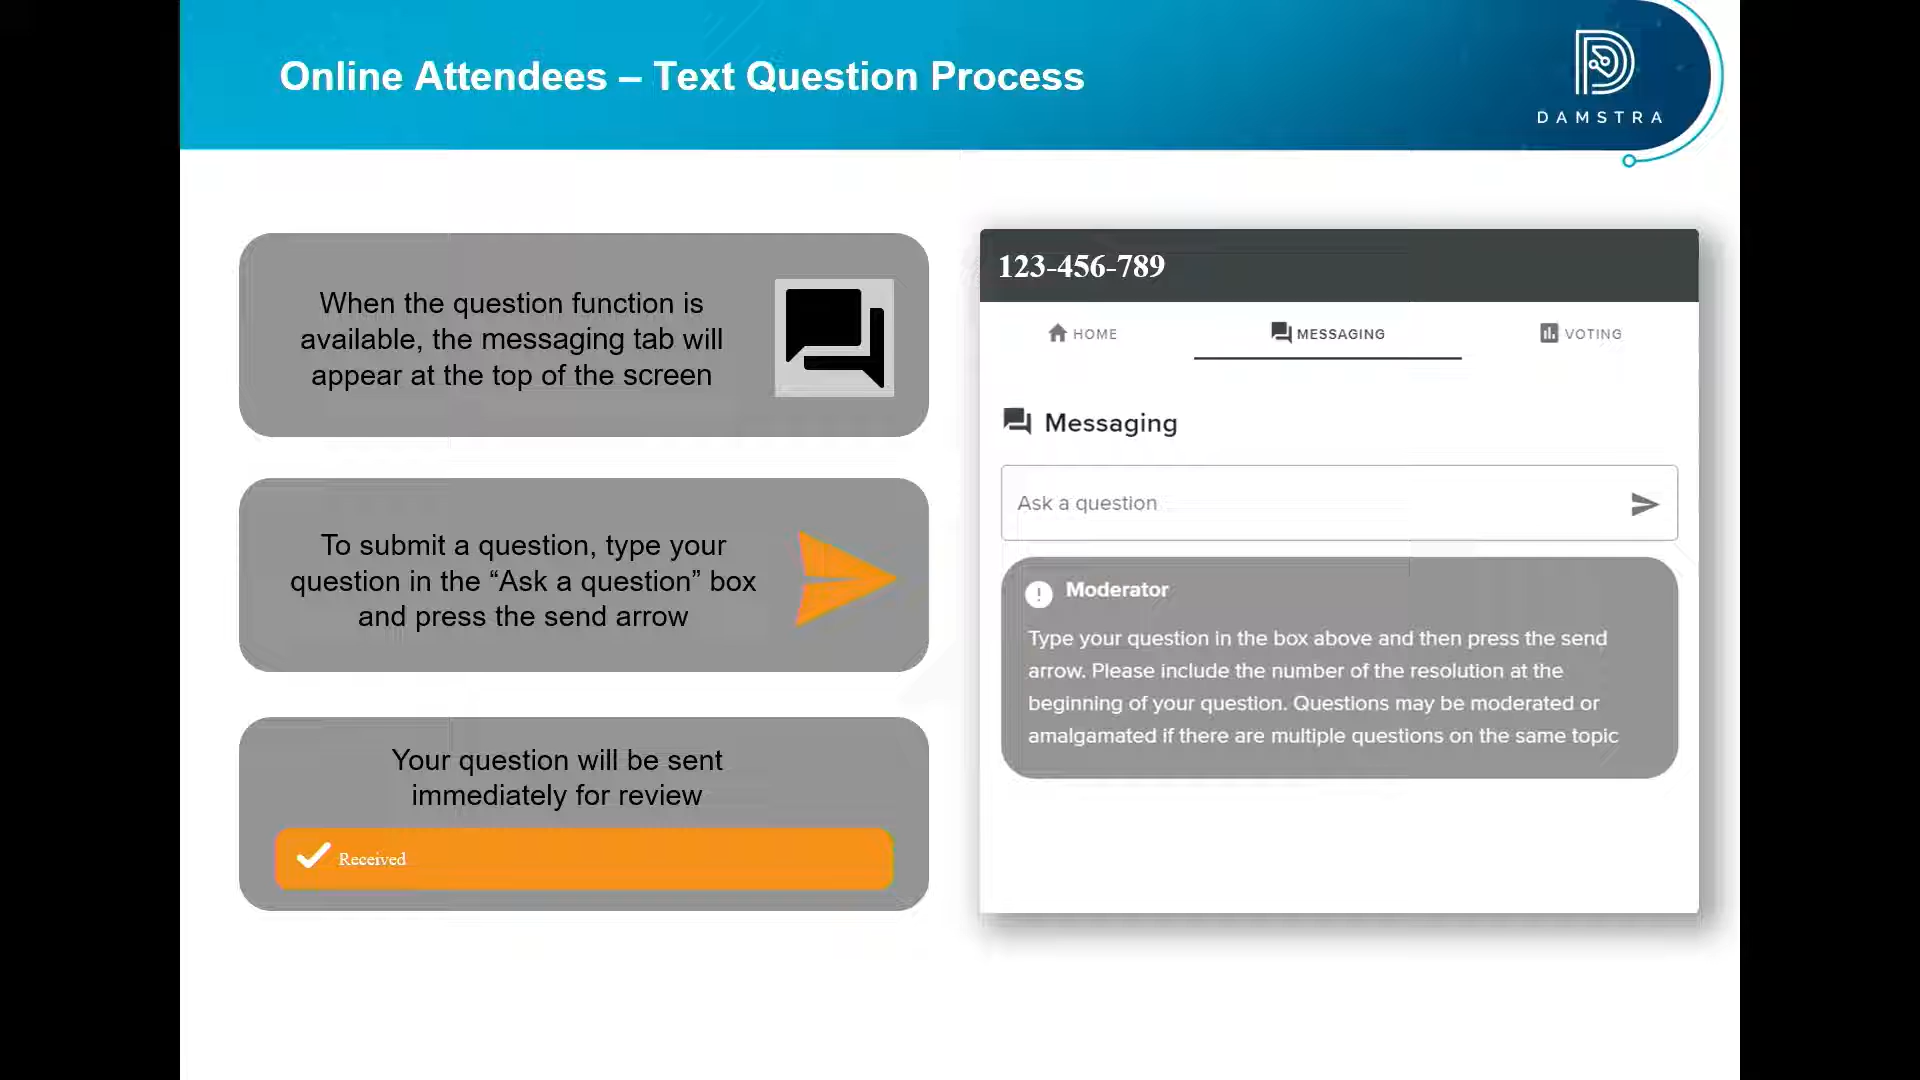 Online Attendees – Text Question Process
DAMSTRA
When the question function is
available, the messaging tab will
appear at the top of the screen
To submit a question, type your
question in the “Ask a question” box
and press the send arrow
Your question will be sent
immediately for review
Received
123-456-789
HOME
MESSAGING
VOTING
Messaging
Ask a question
Moderator
Type your question in the box above and then press the send
arrow. Please include the number of the resolution at the
beginning of your question. Questions may be moderated or
amalgamated if there are multiple questions on the same topic